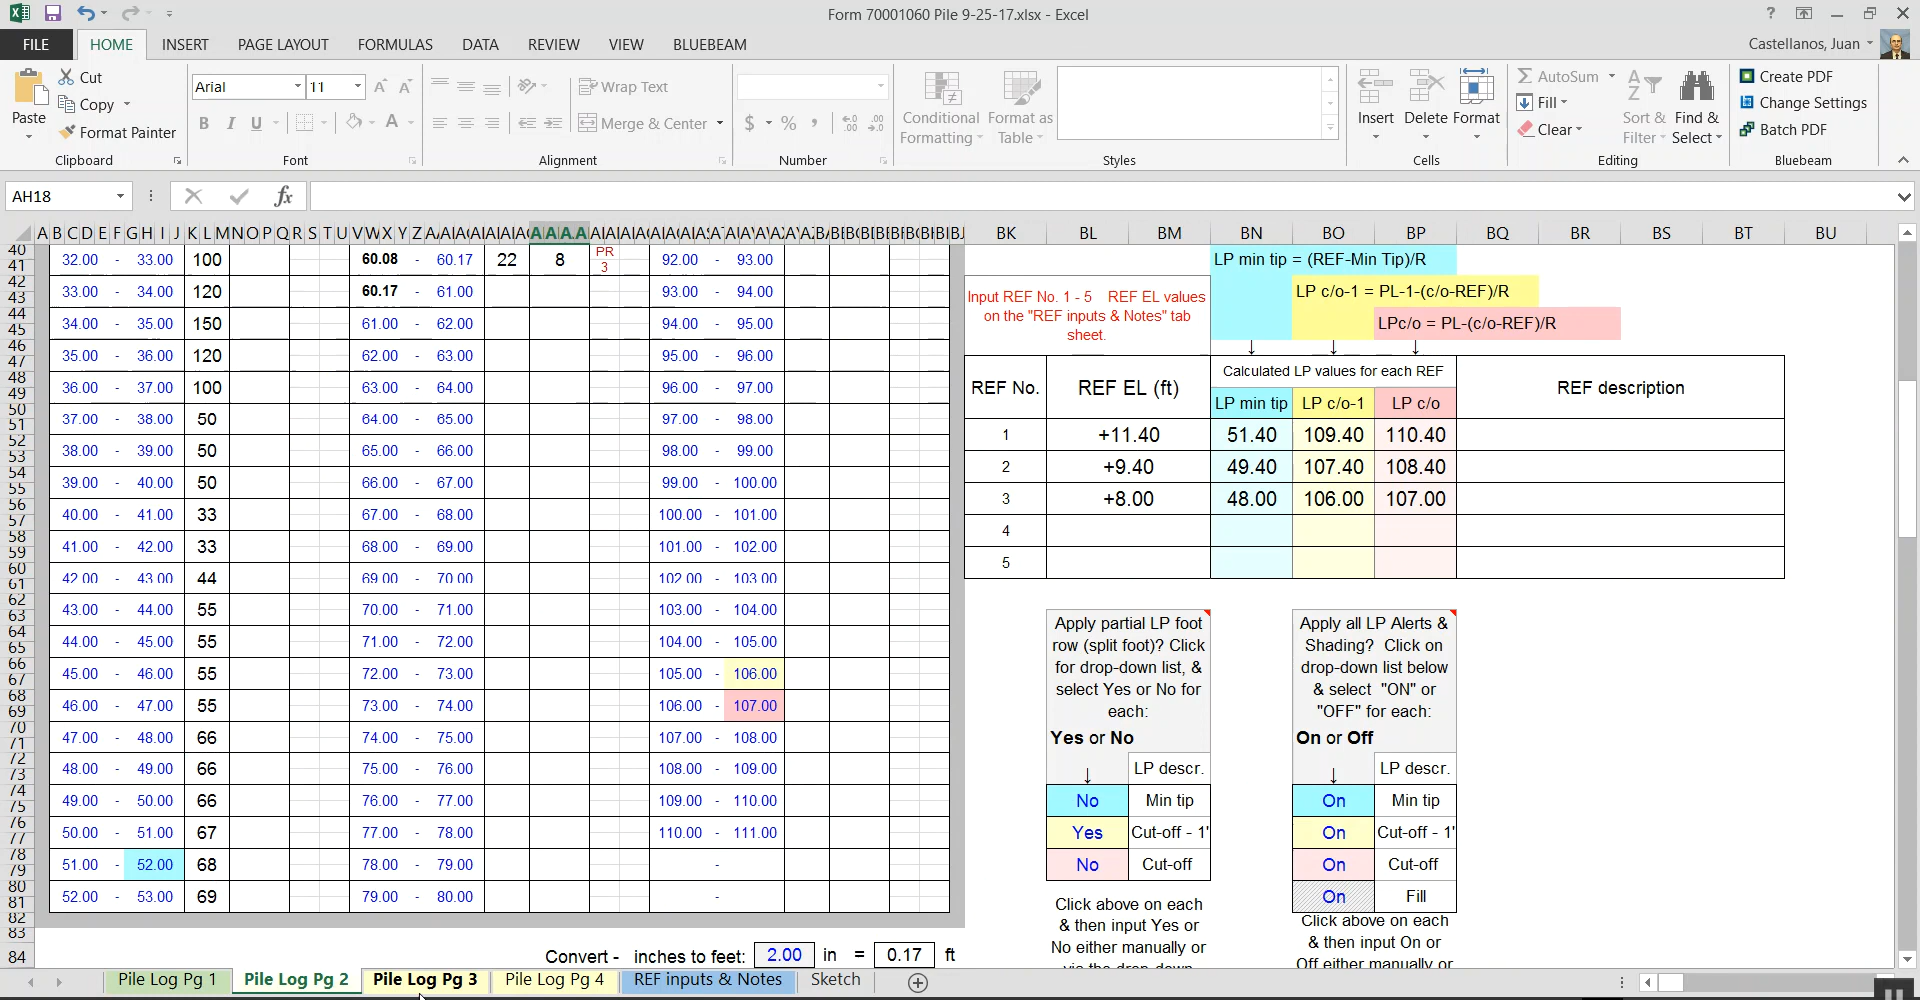 Form 70001060 Pile 9-25-17.xlsx - Excel
FILE HOME INSERT PAGE LAYOUT FORMULAS DATA REVIEW VIEW BLUEBEAM Castellanos, Juan
Cut
Copy
Format Painter
Paste
Clipboard
Arial 11
B I U
Font
Wrap Text
Merge & Center
Alignment
$ % ,
Number
Conditional Formatting
Format as Table
Styles
Insert Delete Format
Cells
AutoSum
Fill
Clear
Sort & Filter
Find & Select
Editing
Create PDF
Change Settings
Batch PDF
Bluebeam
AH18
fx
BK BL BM BN BO BP BQ BR BS BT BU
32.00 - 33.00 100 60.08 - 60.17 22 8 PR 3 92.00 - 93.00
33.00 - 34.00 120 60.17 - 61.00 93.00 - 94.00
34.00 - 35.00 150 61.00 - 62.00 94.00 - 95.00
35.00 - 36.00 120 62.00 - 63.00 95.00 - 96.00
36.00 - 37.00 100 63.00 - 64.00 96.00 - 97.00
37.00 - 38.00 50 64.00 - 65.00 97.00 - 98.00
38.00 - 39.00 50 65.00 - 66.00 98.00 - 99.00
39.00 - 40.00 50 66.00 - 67.00 99.00 - 100.00
40.00 - 41.00 33 67.00 - 68.00 100.00 - 101.00
41.00 - 42.00 33 68.00 - 69.00 101.00 - 102.00
42.00 - 43.00 44 69.00 - 70.00 102.00 - 103.00
43.00 - 44.00 55 70.00 - 71.00 103.00 - 104.00
44.00 - 45.00 55 71.00 - 72.00 104.00 - 105.00
45.00 - 46.00 55 72.00 - 73.00 105.00 - 106.00
46.00 - 47.00 55 73.00 - 74.00 106.00 - 107.00
47.00 - 48.00 66 74.00 - 75.00 107.00 - 108.00
48.00 - 49.00 66 75.00 - 76.00 108.00 - 109.00
49.00 - 50.00 66 76.00 - 77.00 109.00 - 110.00
50.00 - 51.00 67 77.00 - 78.00 110.00 - 111.00
51.00 - 52.00 68 78.00 - 79.00 -
52.00 - 53.00 69 79.00 - 80.00 -
Convert - inches to feet: 2.00 in = 0.17 ft
LP min tip = (REF-Min Tip)/R
LP c/o-1 = PL-1-(c/o-REF)/R
LPc/o = PL-(c/o-REF)/R
Input REF No. 1 - 5 REF EL values
on the "REF inputs & Notes" tab
sheet.
↓ ↓ ↓
REF No. REF EL (ft) Calculated LP values for each REF REF description
LP min tip LP c/o-1 LP c/o
1 +11.40 51.40 109.40 110.40
2 +9.40 49.40 107.40 108.40
3 +8.00 48.00 106.00 107.00
4
5
Apply partial LP foot
row (split foot)? Click
for drop-down list, &
select Yes or No for
each:
Yes or No
↓ LP descr.
No Min tip
Yes Cut-off - 1'
No Cut-off
Click above on each
& then input Yes or
No either manually or
Apply all LP Alerts &
Shading? Click on
drop-down list below
& select "ON" or
"OFF" for each:
On or Off
↓ LP descr.
On Min tip
On Cut-off - 1'
On Cut-off
On Fill
Click above on each
& then input On or
Off either manually or
Pile Log Pg 1 Pile Log Pg 2 Pile Log Pg 3 Pile Log Pg 4 REF inputs & Notes Sketch